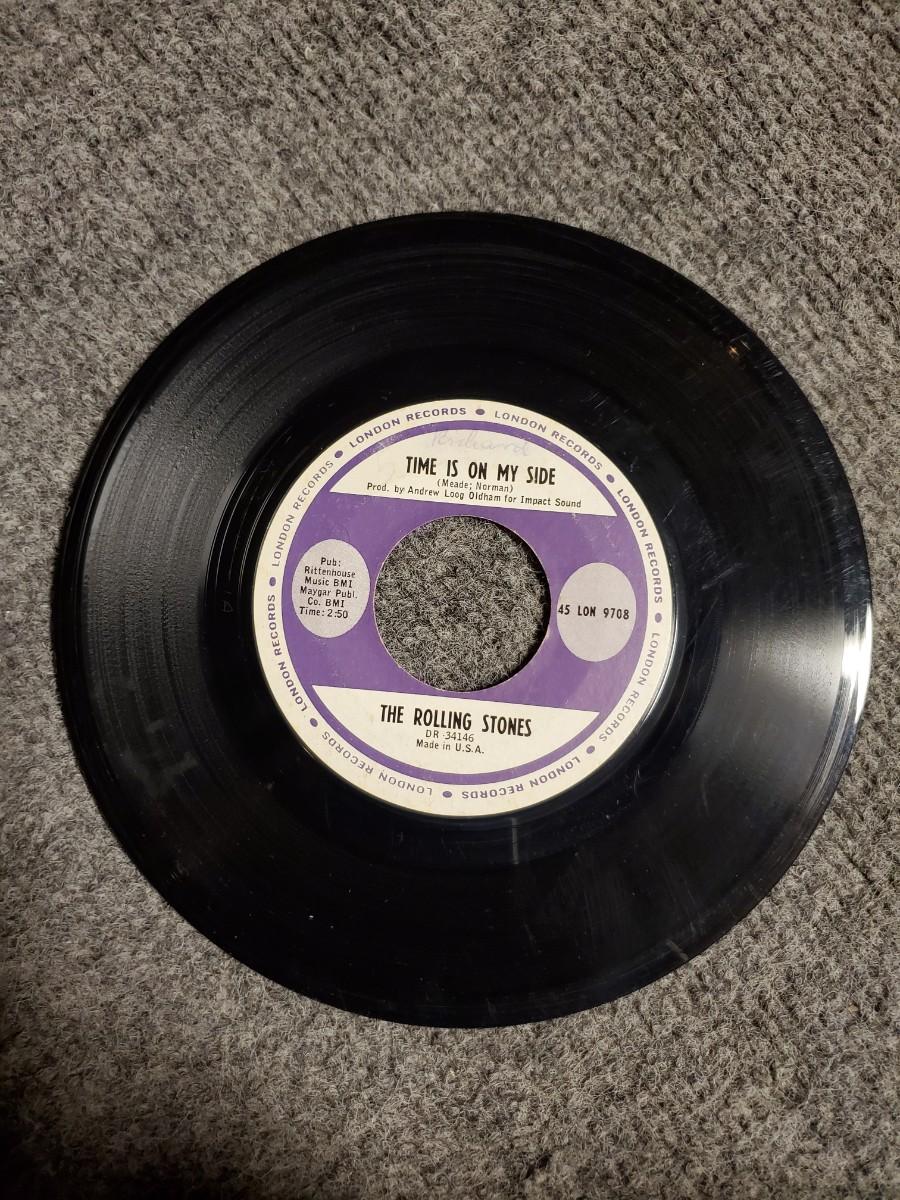 LONDON RECORDS ● LONDON RECORDS ● LONDON RECORDS ● LONDON RECORDS ● LONDON RECORDS ● LONDON RECORDS ● LONDON RECORDS ● LONDON RECORDS ●
TIME IS ON MY SIDE
(Meade; Norman)
Prod. by Andrew Loog Oldham for Impact Sound
Pub:
Rittenhouse
Music BMI
Maygar Publ.
Co. BMI
Time: 2:50
45 LON 9708
THE ROLLING STONES
DR-34146
Made in U.S.A.